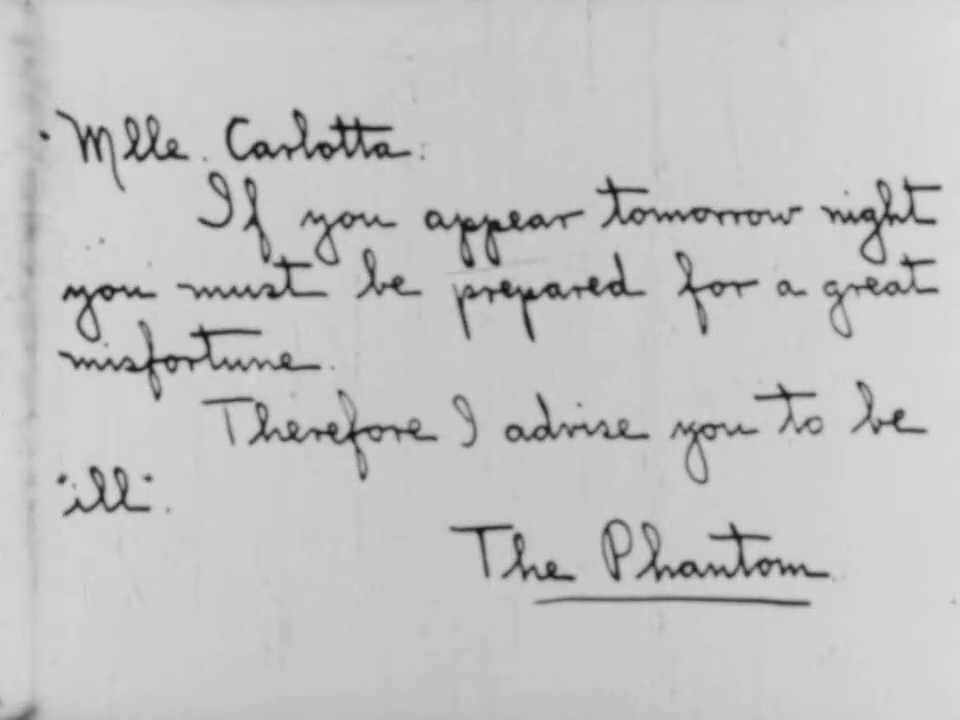 Mlle. Carlotta:
If you appear tomorrow night
you must be prepared for a great
misfortune.
Therefore I advise you to be
"ill".
The Phantom